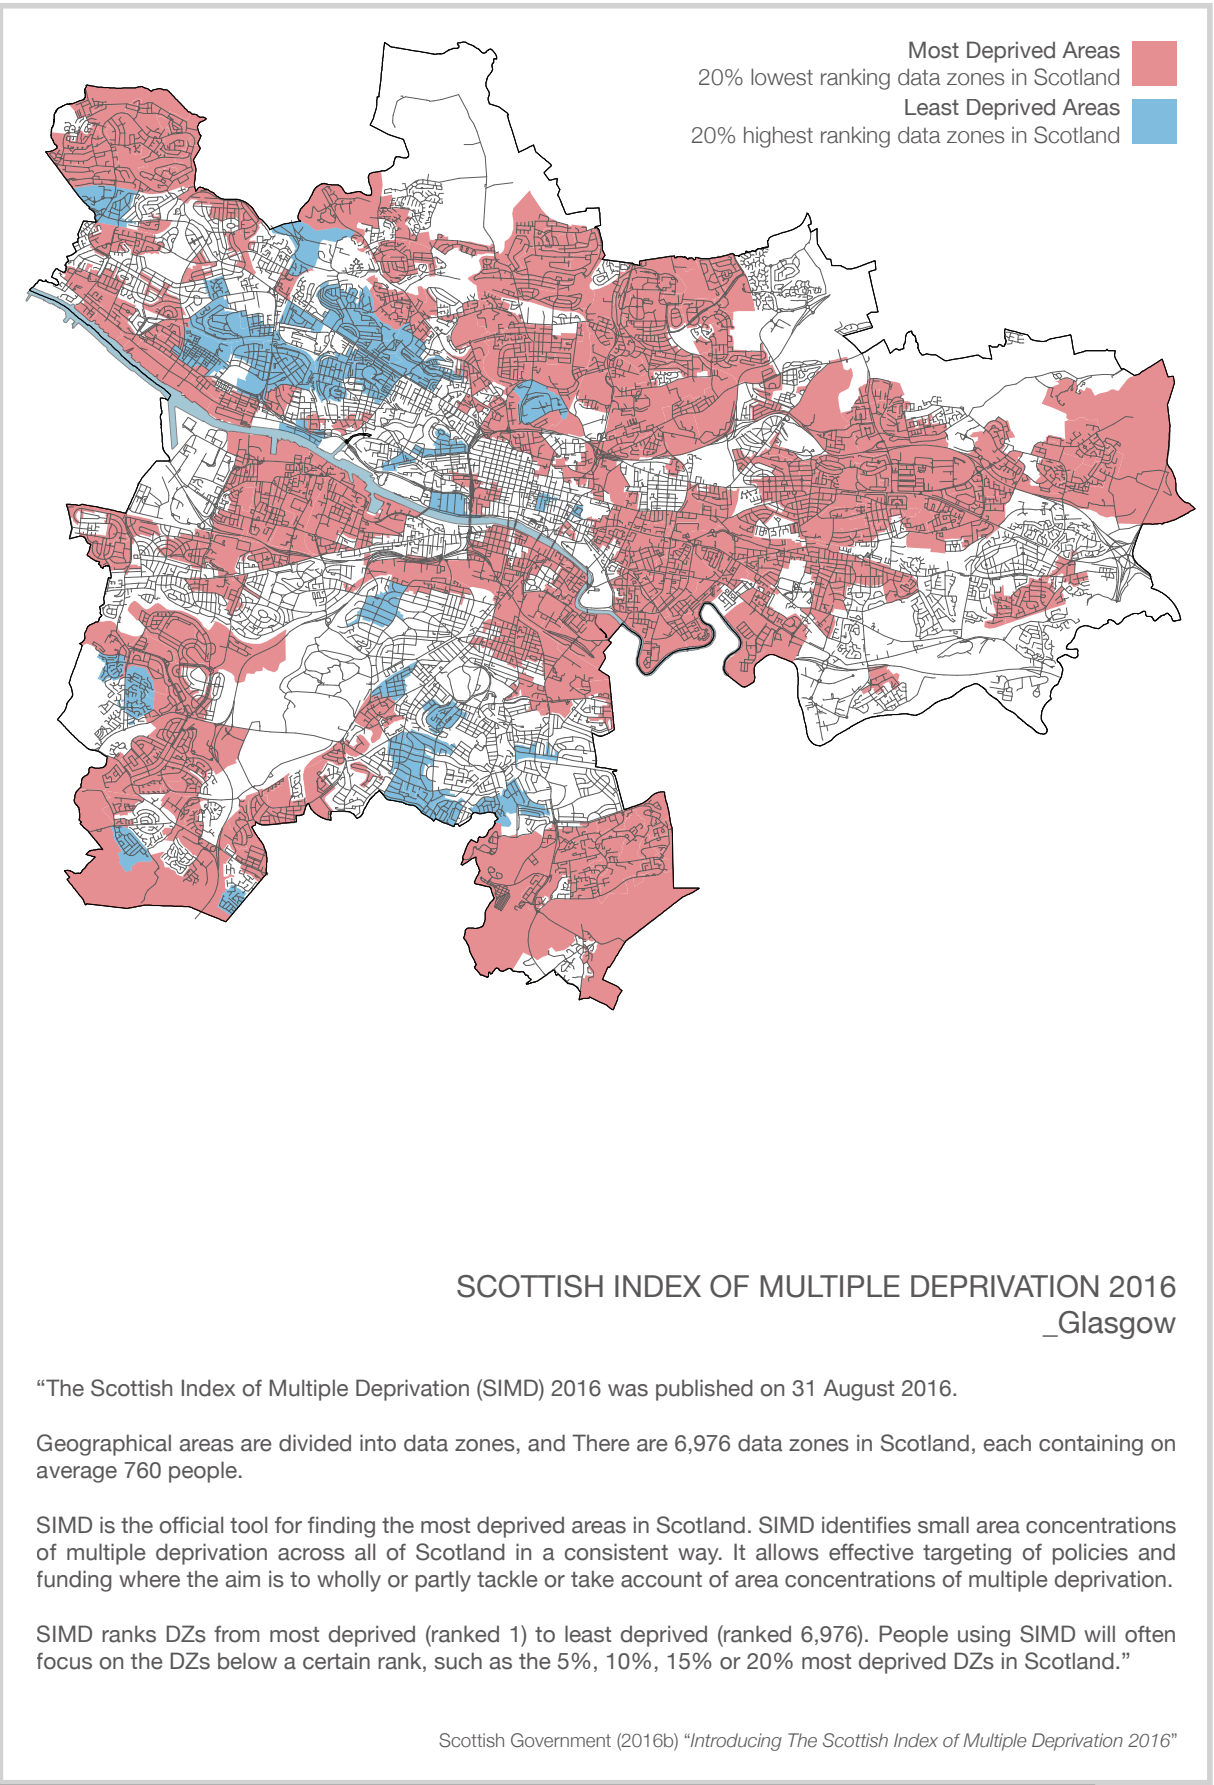 Most Deprived Areas
20% lowest ranking data zones in Scotland
Least Deprived Areas
20% highest ranking data zones in Scotland
SCOTTISH INDEX OF MULTIPLE DEPRIVATION 2016
_Glasgow
“The Scottish Index of Multiple Deprivation (SIMD) 2016 was published on 31 August 2016.
Geographical areas are divided into data zones, and There are 6,976 data zones in Scotland, each containing on
average 760 people.
SIMD is the official tool for finding the most deprived areas in Scotland. SIMD identifies small area concentrations
of multiple deprivation across all of Scotland in a consistent way. It allows effective targeting of policies and
funding where the aim is to wholly or partly tackle or take account of area concentrations of multiple deprivation.
SIMD ranks DZs from most deprived (ranked 1) to least deprived (ranked 6,976). People using SIMD will often
focus on the DZs below a certain rank, such as the 5%, 10%, 15% or 20% most deprived DZs in Scotland.”
Scottish Government (2016b) “Introducing The Scottish Index of Multiple Deprivation 2016”